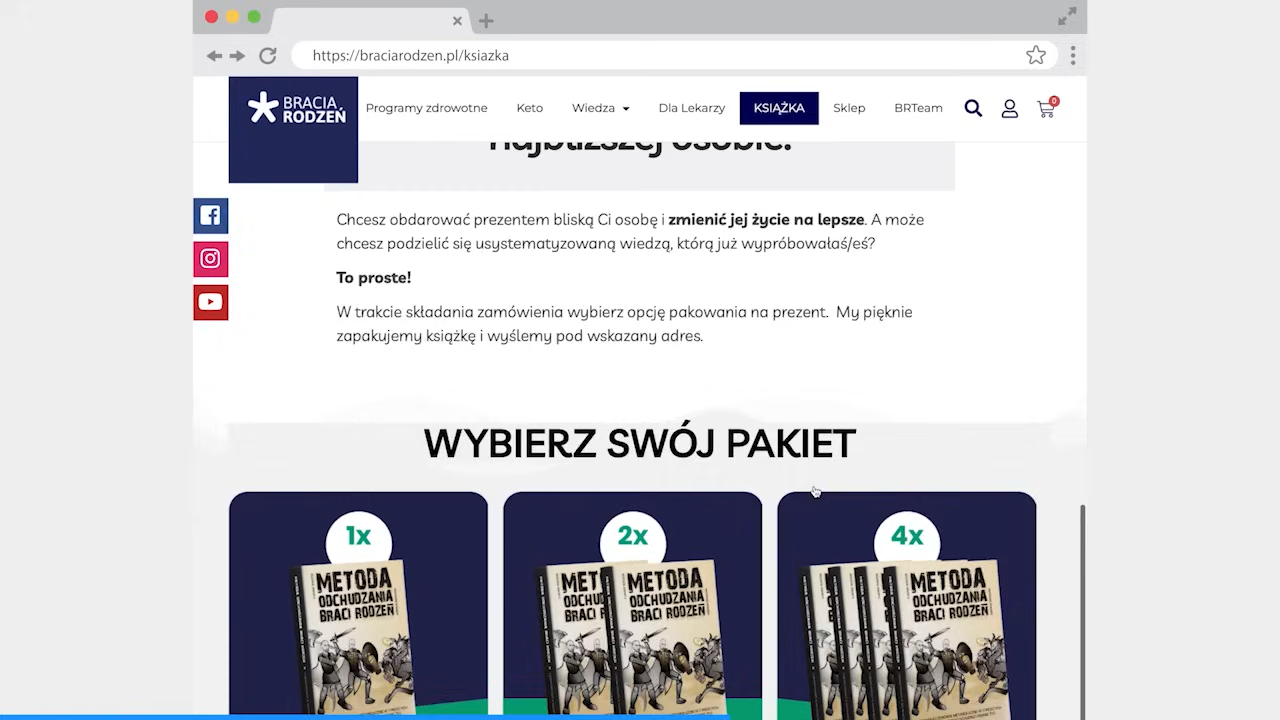 https://braciarodzen.pl/ksiazka
BRACIA
RODZEŃ
Programy zdrowotne
Keto
Wiedza
Dla Lekarzy
KSIĄŻKA
Sklep
BRTeam
0
najbliższej osobie!
Chcesz obdarować prezentem bliską Ci osobę i zmienić jej życie na lepsze. A może
chcesz podzielić się usystematyzowaną wiedzą, którą już wypróbowałaś/eś?
To proste!
W trakcie składania zamówienia wybierz opcję pakowania na prezent. My pięknie
zapakujemy książkę i wyślemy pod wskazany adres.
WYBIERZ SWÓJ PAKIET
1x
2x
4x
METODA
ODCHUDZANIA
BRACI RODZEŃ
METODA
ODCHUDZANIA
BRACI RODZEŃ
METODA
ODCHUDZANIA
BRACI RODZEŃ